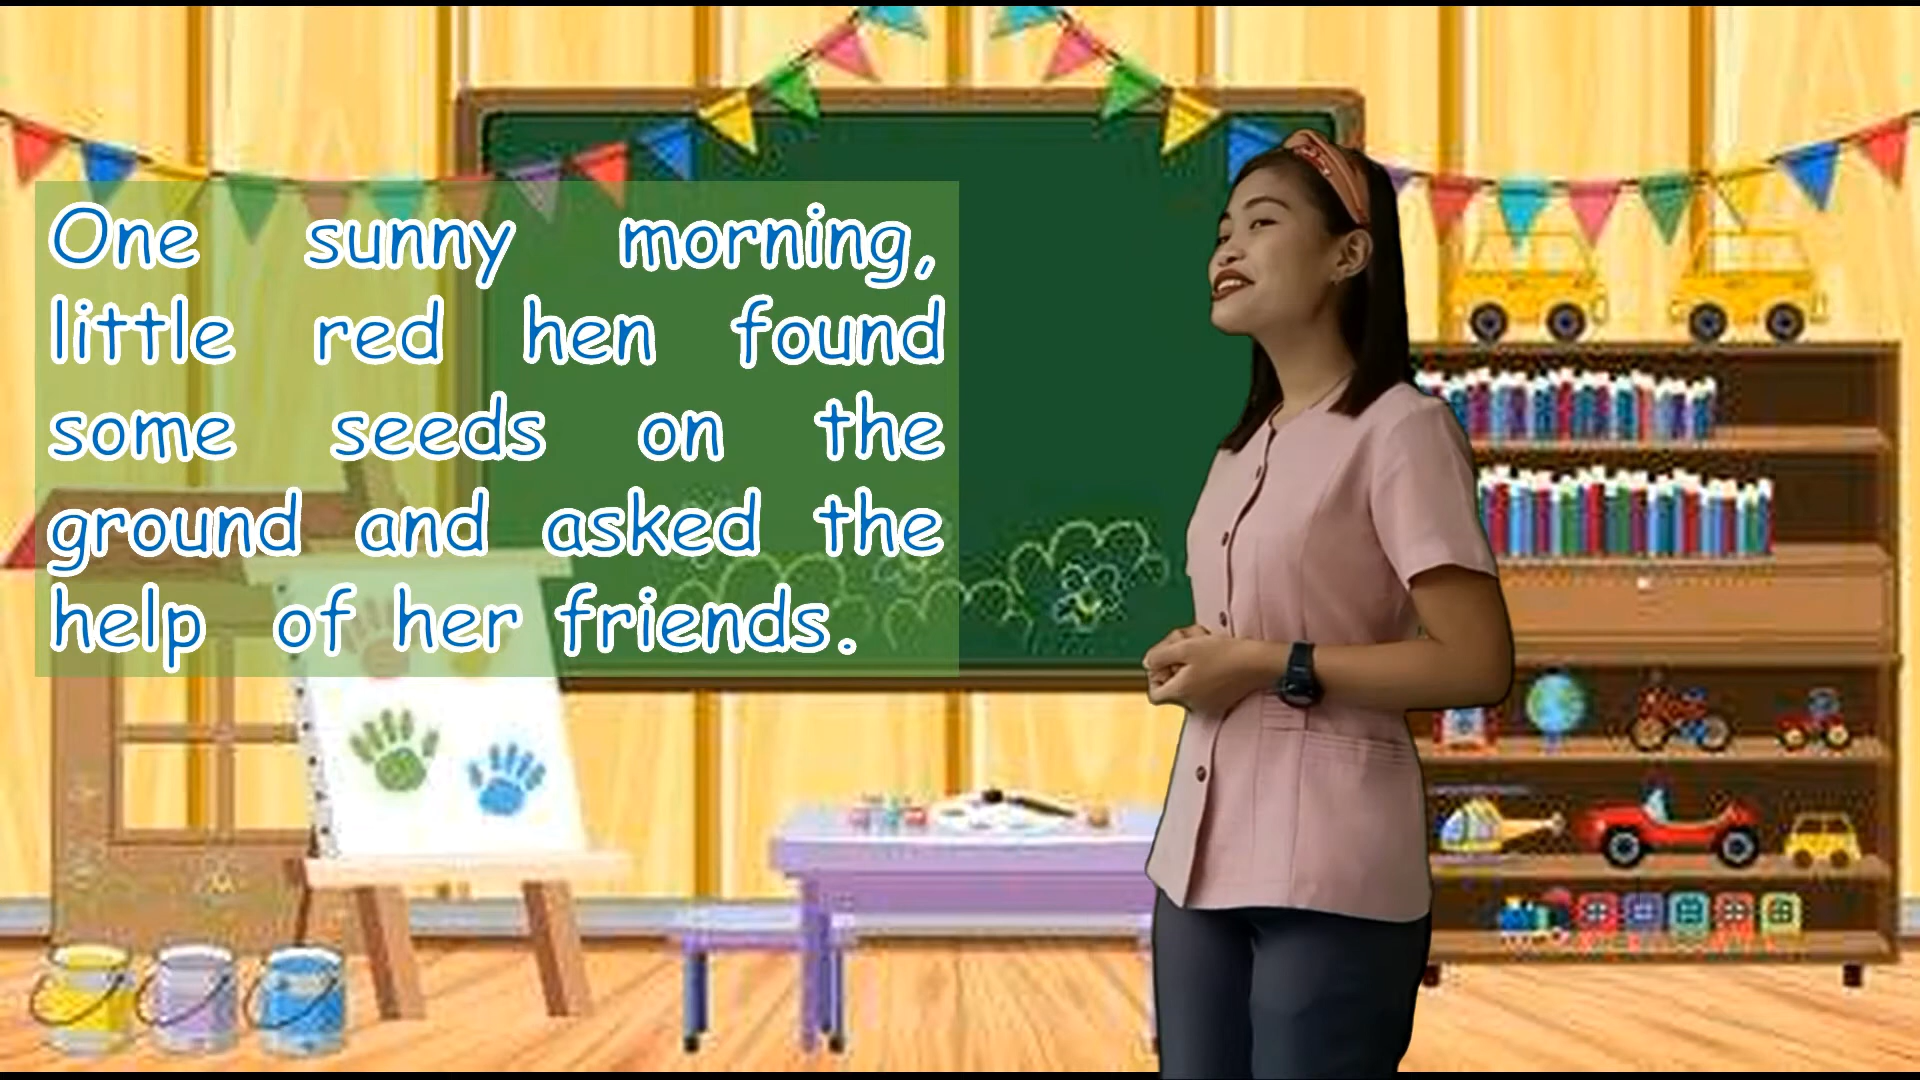 One sunny morning,
little red hen found
some seeds on the
ground and asked the
help of her friends.